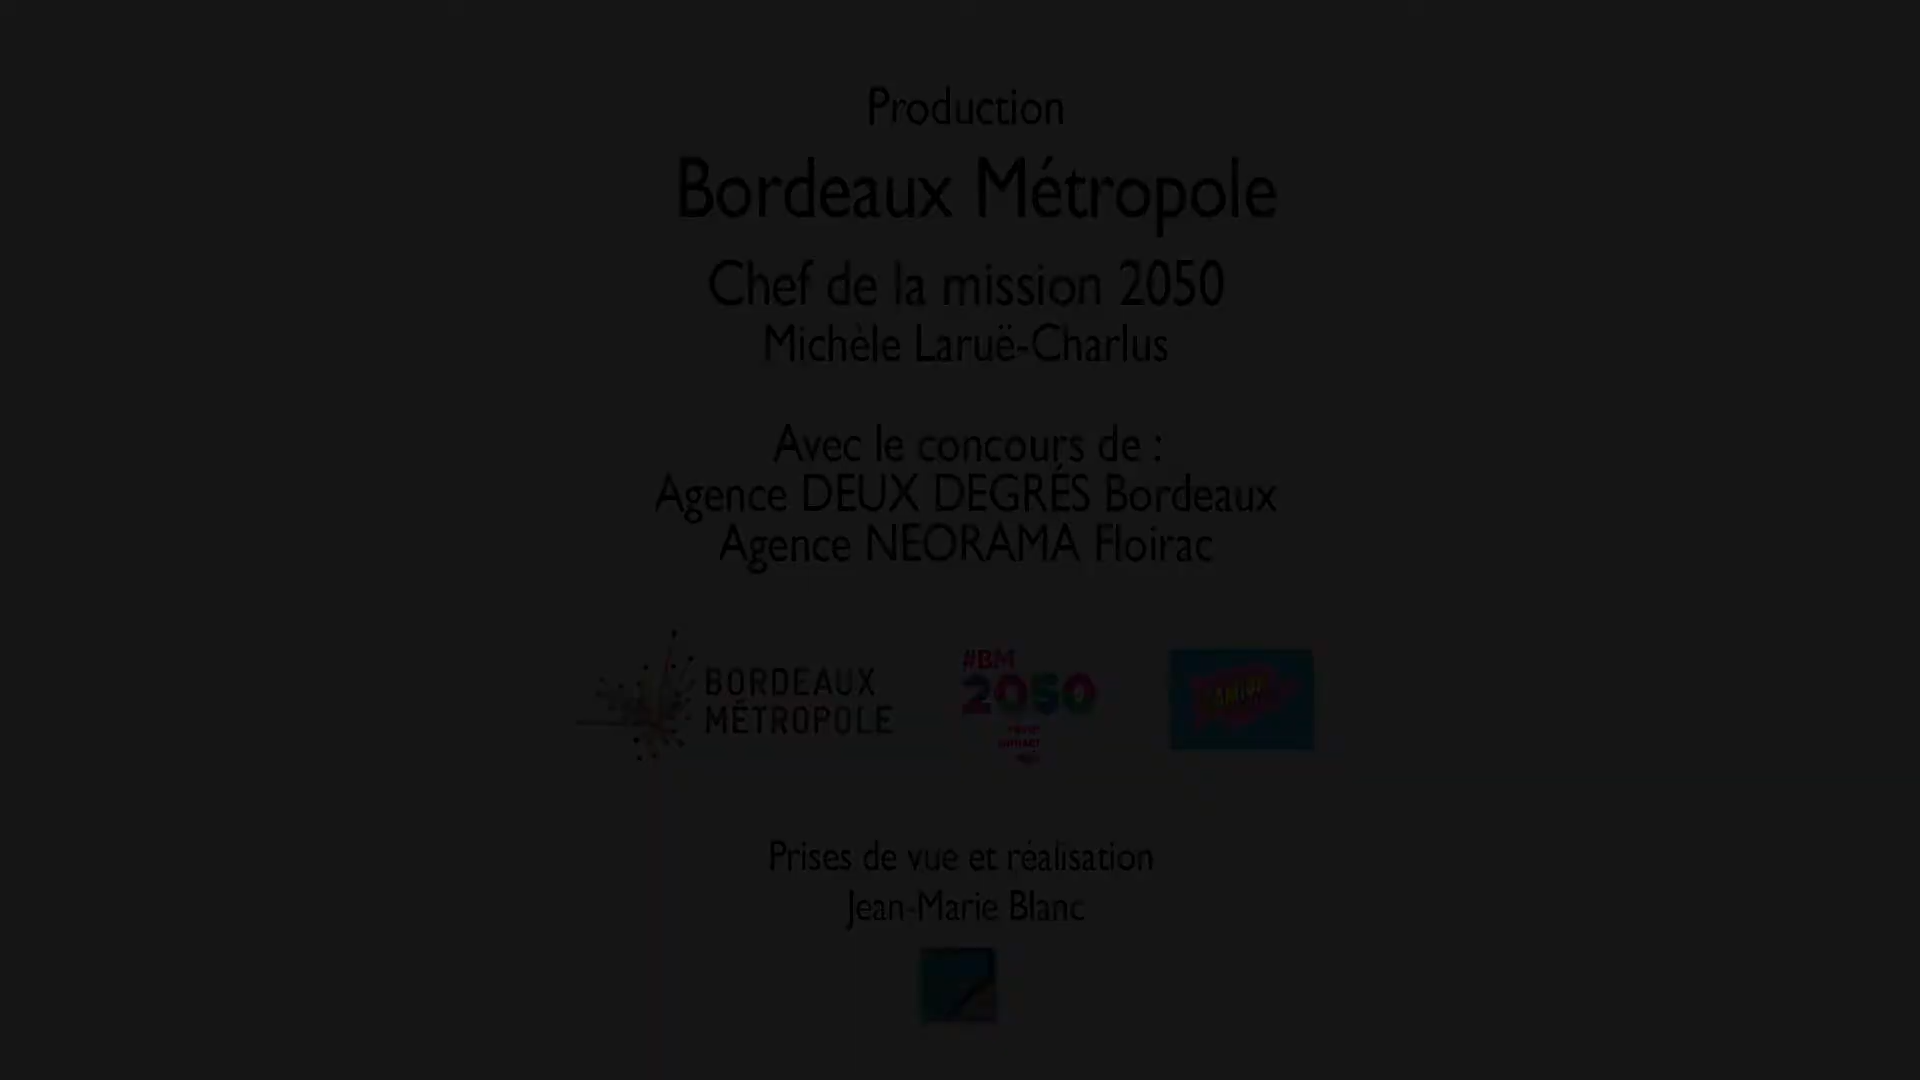 Production
Bordeaux Métropole
Chef de la mission 2050
Michèle Laruë-Charlus
Avec le concours de :
Agence DEUX DEGRÉS Bordeaux
Agence NEORAMA Floirac
BORDEAUX
MÉTROPOLE
#BM
2050
Prises de vue et réalisation
Jean-Marie Blanc